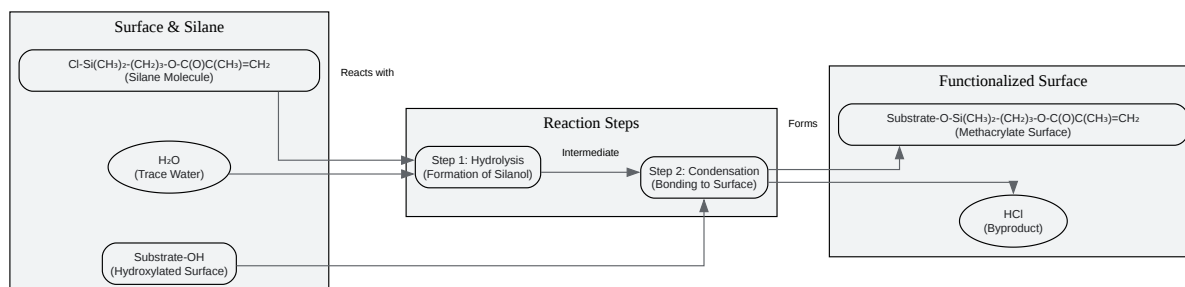 Surface & Silane
Cl-Si(CH₃)₂-(CH₂)₃-O-C(O)C(CH₃)=CH₂
(Silane Molecule)
Reacts with
H₂O
(Trace Water)
Substrate-OH
(Hydroxylated Surface)
Reaction Steps
Step 1: Hydrolysis
(Formation of Silanol)
Intermediate
Step 2: Condensation
(Bonding to Surface)
Forms
Functionalized Surface
Substrate-O-Si(CH₃)₂-(CH₂)₃-O-C(O)C(CH₃)=CH₂
(Methacrylate Surface)
HCl
(Byproduct)